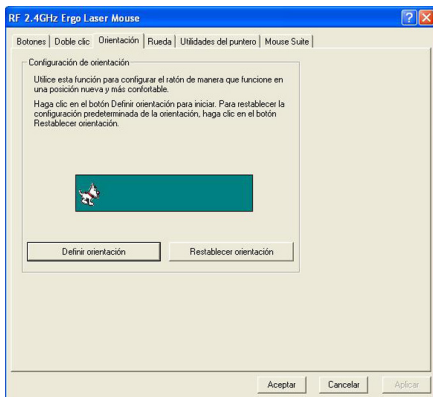 RF 2.4GHz Ergo Laser Mouse
Botones
Doble clic
Orientación
Rueda
Utilidades del puntero
Mouse Suite
Configuración de orientación
Utilice esta función para configurar el ratón de manera que funcione en
una posición nueva y más confortable.
Haga clic en el botón Definir orientación para iniciar. Para restablecer la
configuración predeterminada de la orientación, haga clic en el botón
Restablecer orientación.
Definir orientación
Restablecer orientación
Aceptar
Cancelar
Aplicar